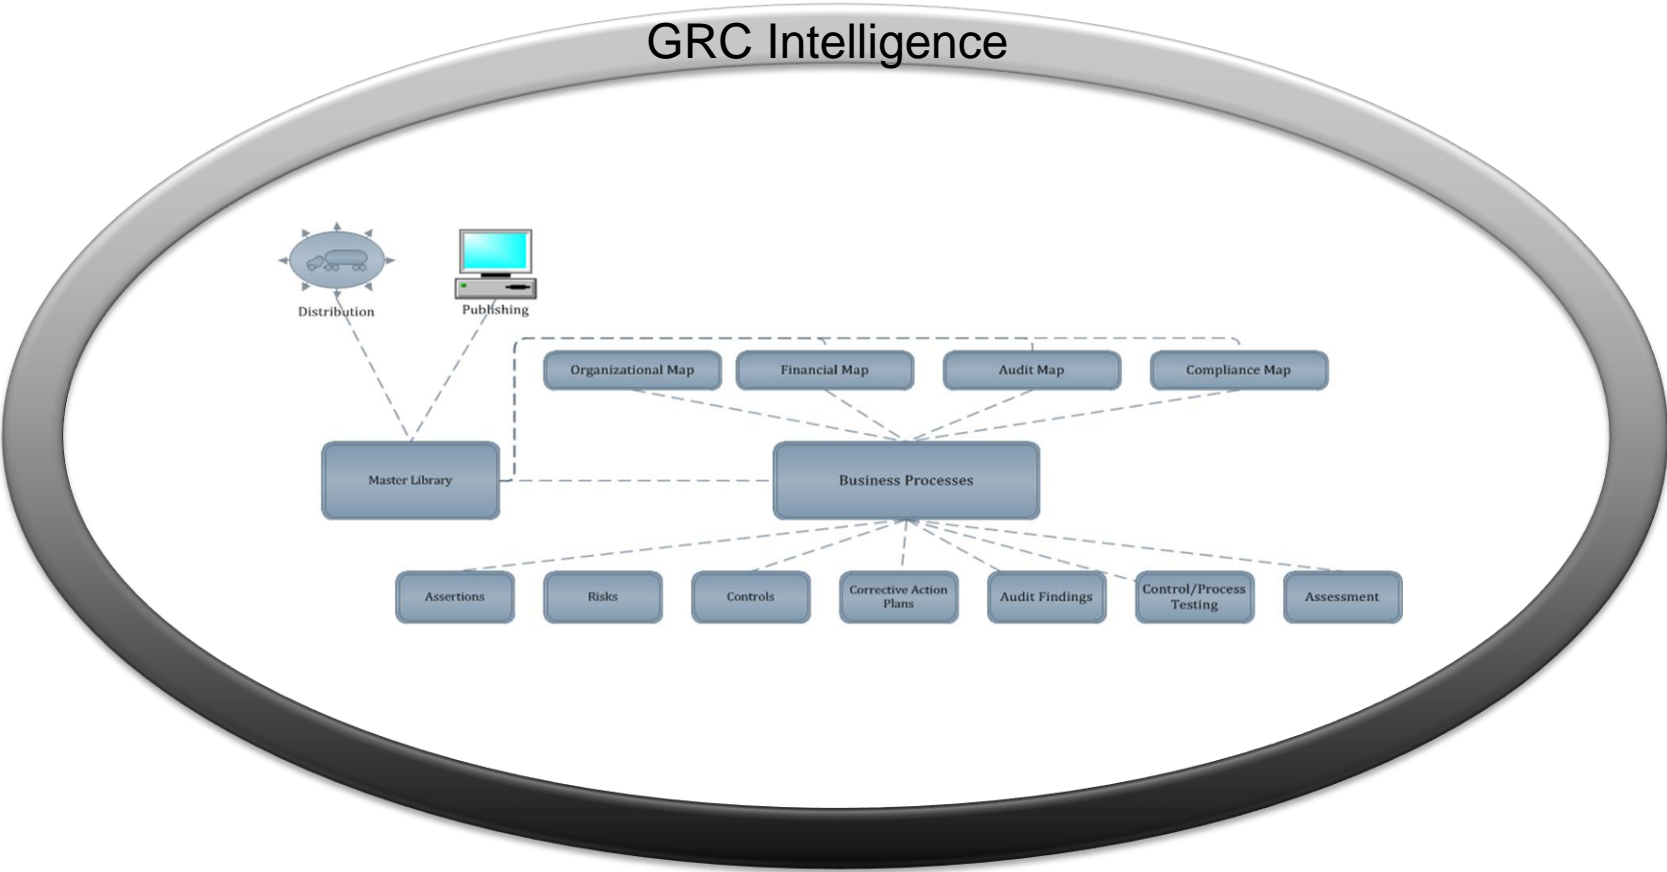 GRC Intelligence
Distribution
Publishing
Organizational Map
Financial Map
Audit Map
Compliance Map
Master Library
Business Processes
Assertions
Risks
Controls
Corrective Action
Plans
Audit Findings
Control/Process
Testing
Assessment